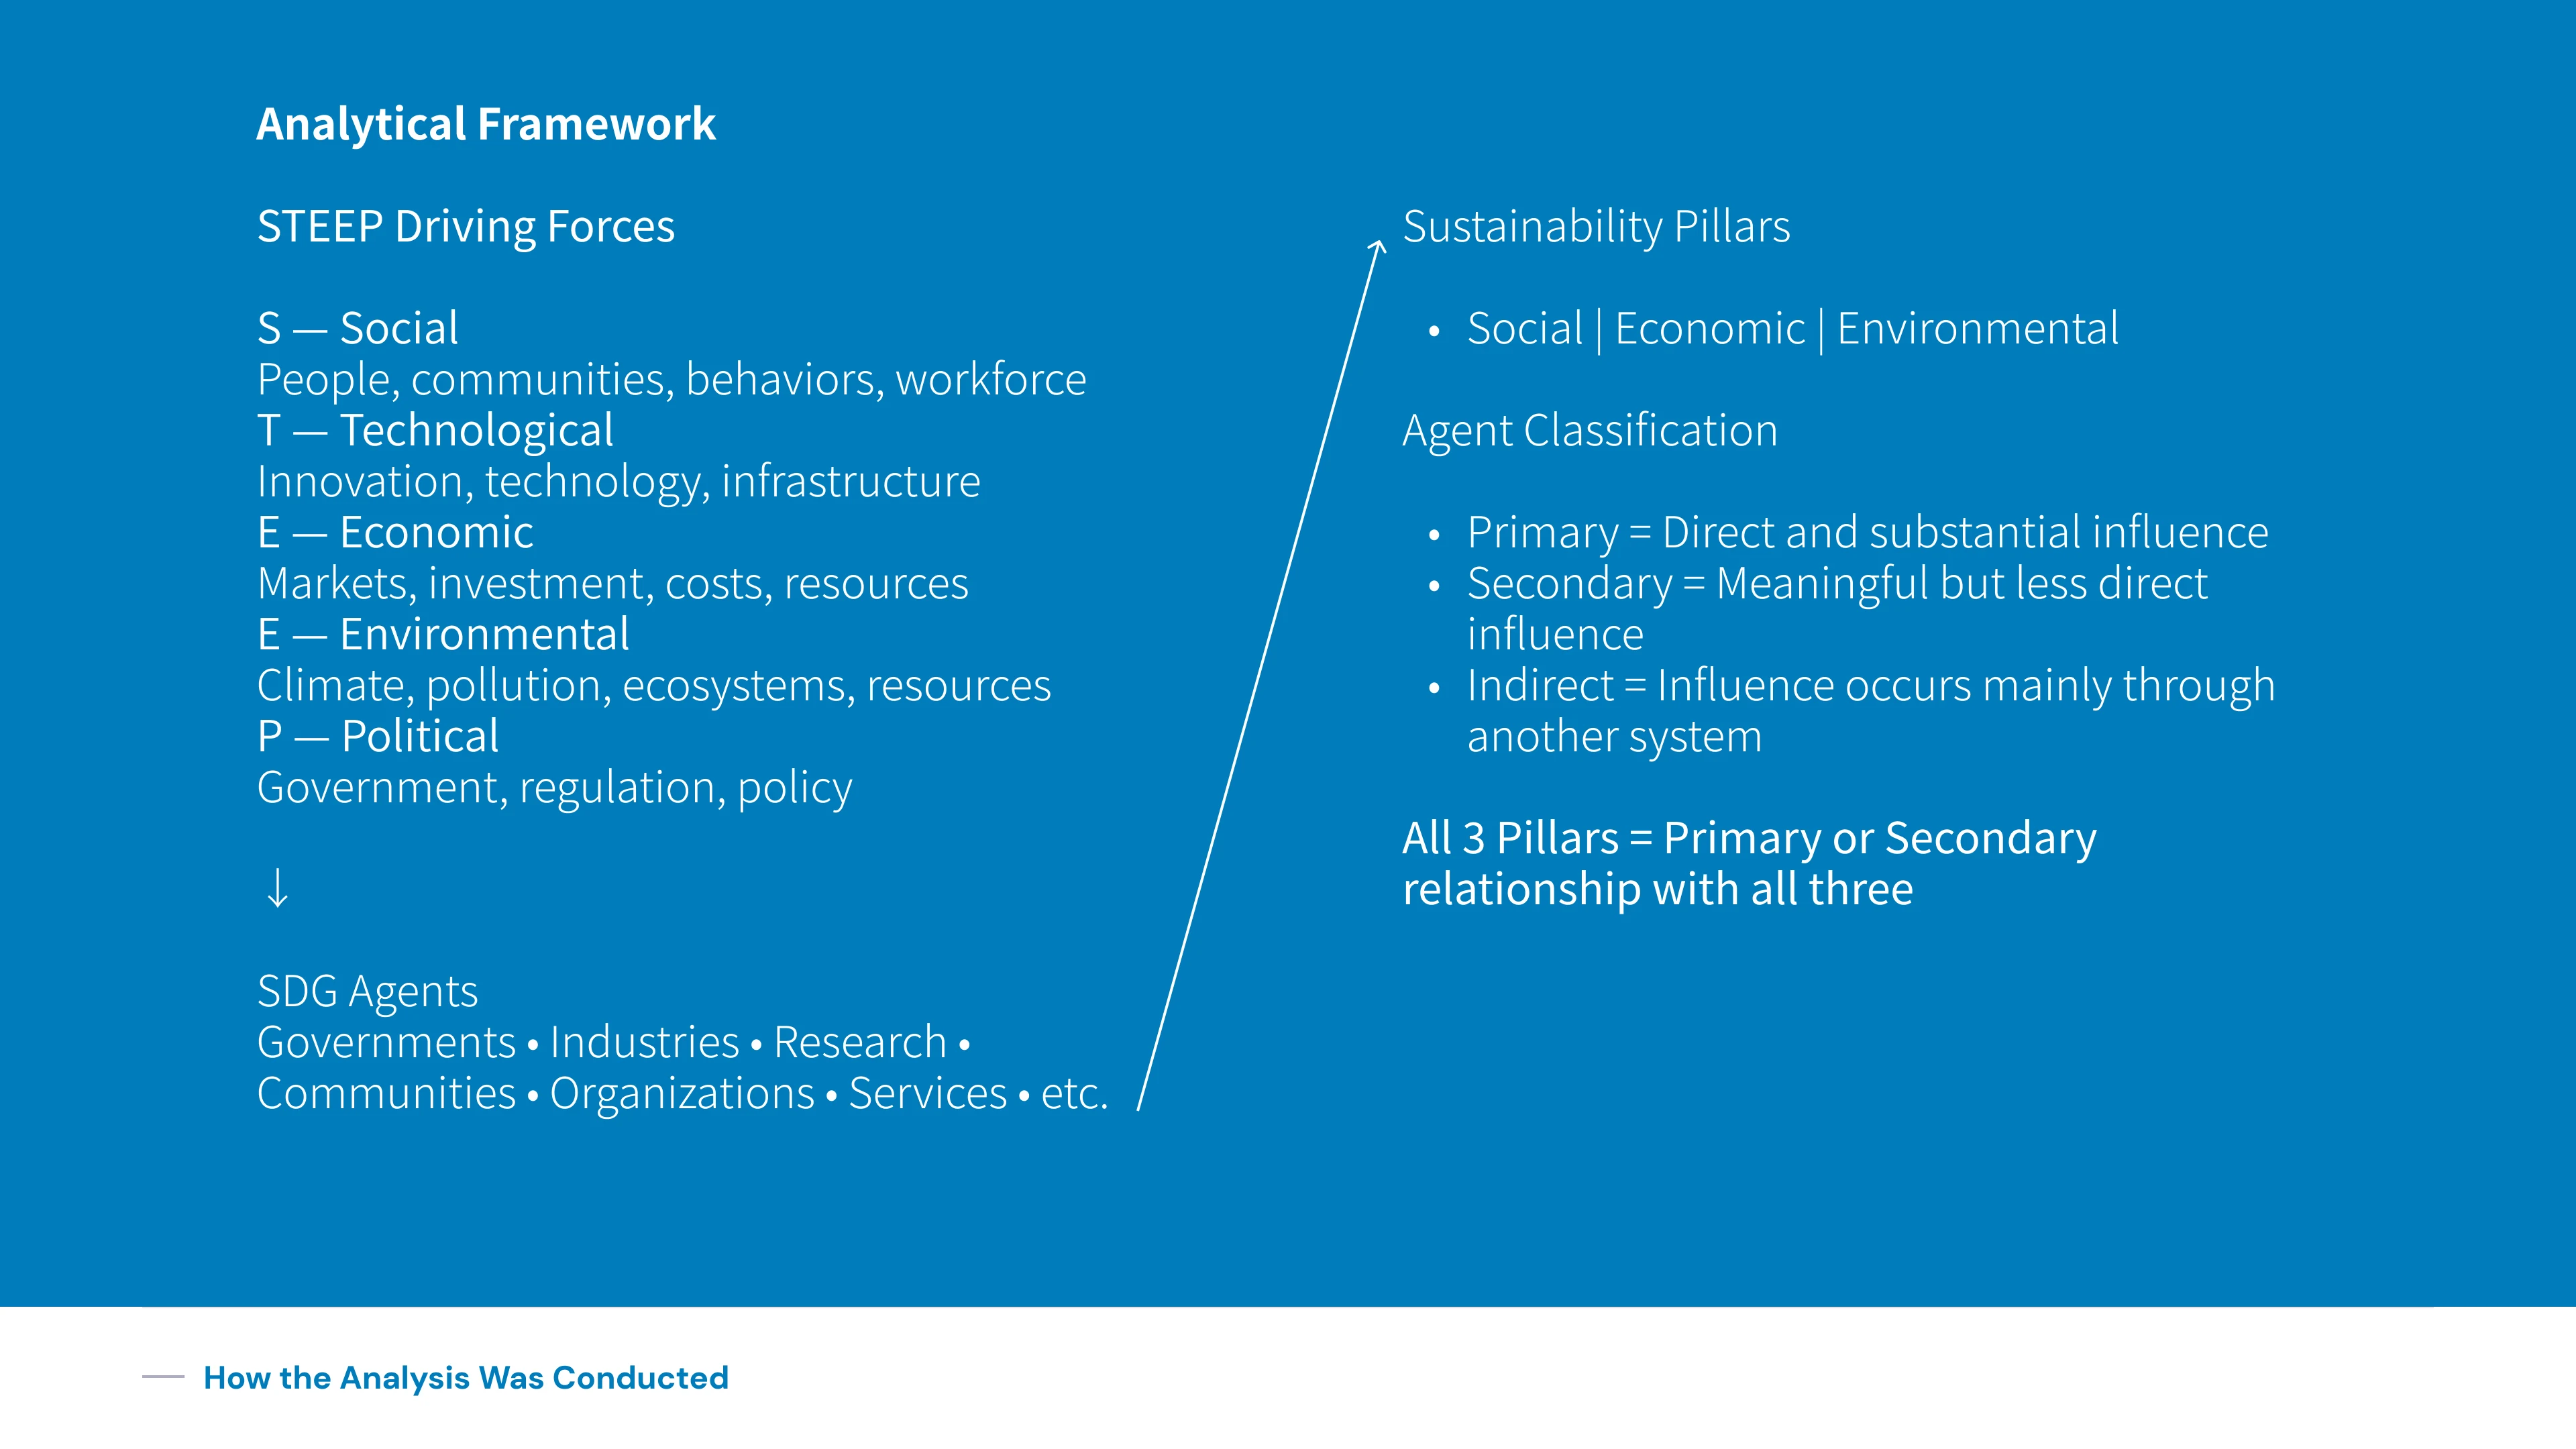 Analytical Framework
STEEP Driving Forces
S — Social
People, communities, behaviors, workforce
T — Technological
Innovation, technology, infrastructure
E — Economic
Markets, investment, costs, resources
E — Environmental
Climate, pollution, ecosystems, resources
P — Political
Government, regulation, policy
↓
SDG Agents
Governments • Industries • Research •
Communities • Organizations • Services • etc.
Sustainability Pillars
• Social | Economic | Environmental
Agent Classification
• Primary = Direct and substantial influence
• Secondary = Meaningful but less direct
influence
• Indirect = Influence occurs mainly through
another system
All 3 Pillars = Primary or Secondary
relationship with all three
How the Analysis Was Conducted